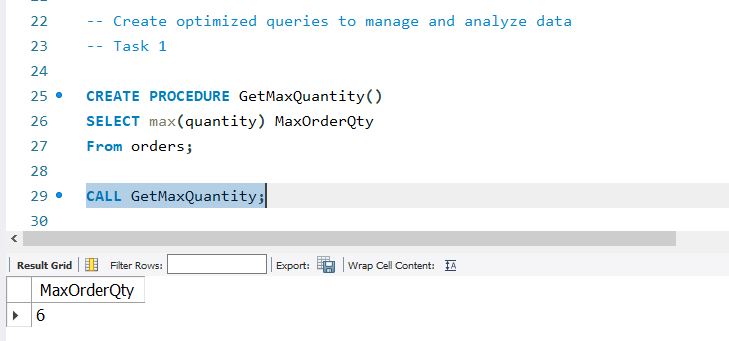 22 -- Create optimized queries to manage and analyze data
23 -- Task 1
24
25 CREATE PROCEDURE GetMaxQuantity()
26 SELECT max(quantity) MaxOrderQty
27 From orders;
28
29 CALL GetMaxQuantity;
30
Result Grid Filter Rows: Export: Wrap Cell Content: IA
MaxOrderQty
6